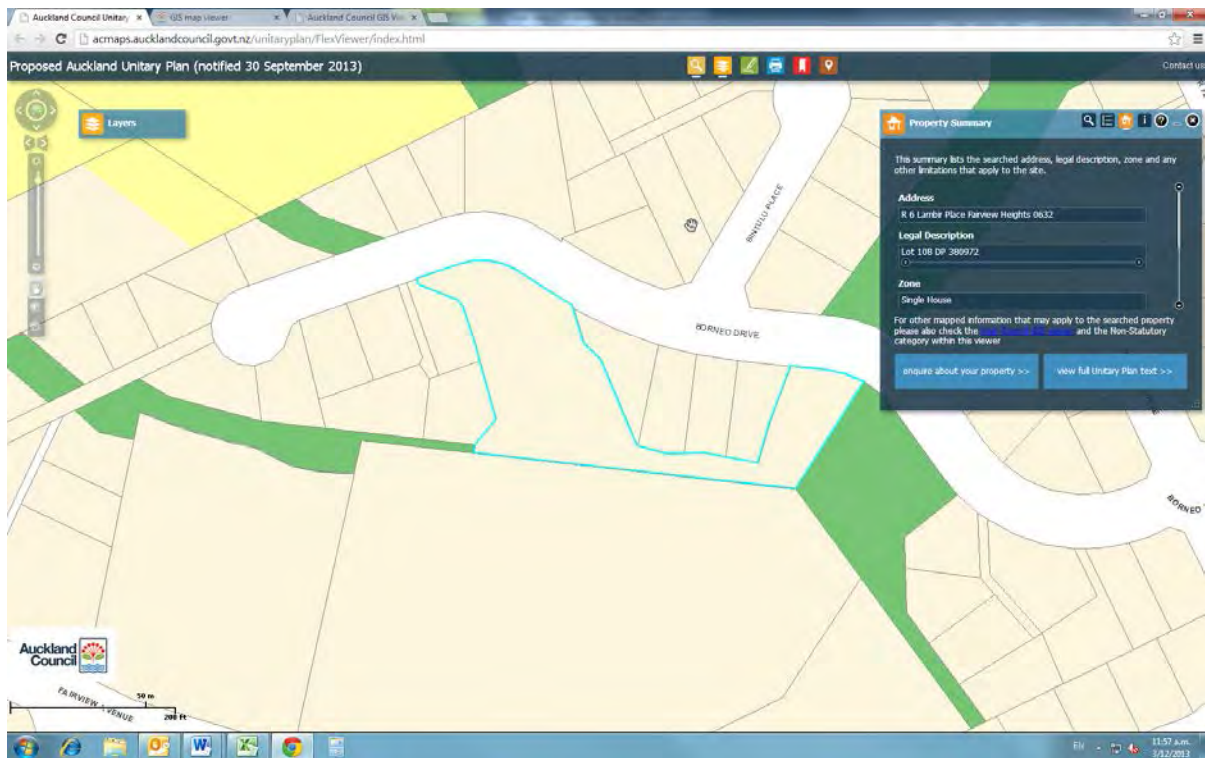 Auckland Council Unitary
GIS map viewer
Auckland Council GIS Vie
acmaps.aucklandcouncil.govt.nz/unitaryplan/FlexViewer/index.html
Proposed Auckland Unitary Plan (notified 30 September 2013)
Contact us
Layers
Property Summary
This summary lists the searched address, legal description, zone and any
other limitations that apply to the site.
Address
R 6 Lambir Place Fairview Heights 0632
Legal Description
Lot 108 DP 380972
Zone
Single House
For other mapped information that may apply to the searched property
please also check the
and the Non-Statutory
category within this viewer
enquire about your property >>
view full Unitary Plan text >>
BINTULU PLACE
BORNEO DRIVE
BORNEO
Auckland
Council
FAIRVIEW AVENUE
50 m
200 ft
EN
11:57 a.m.
3/12/2013